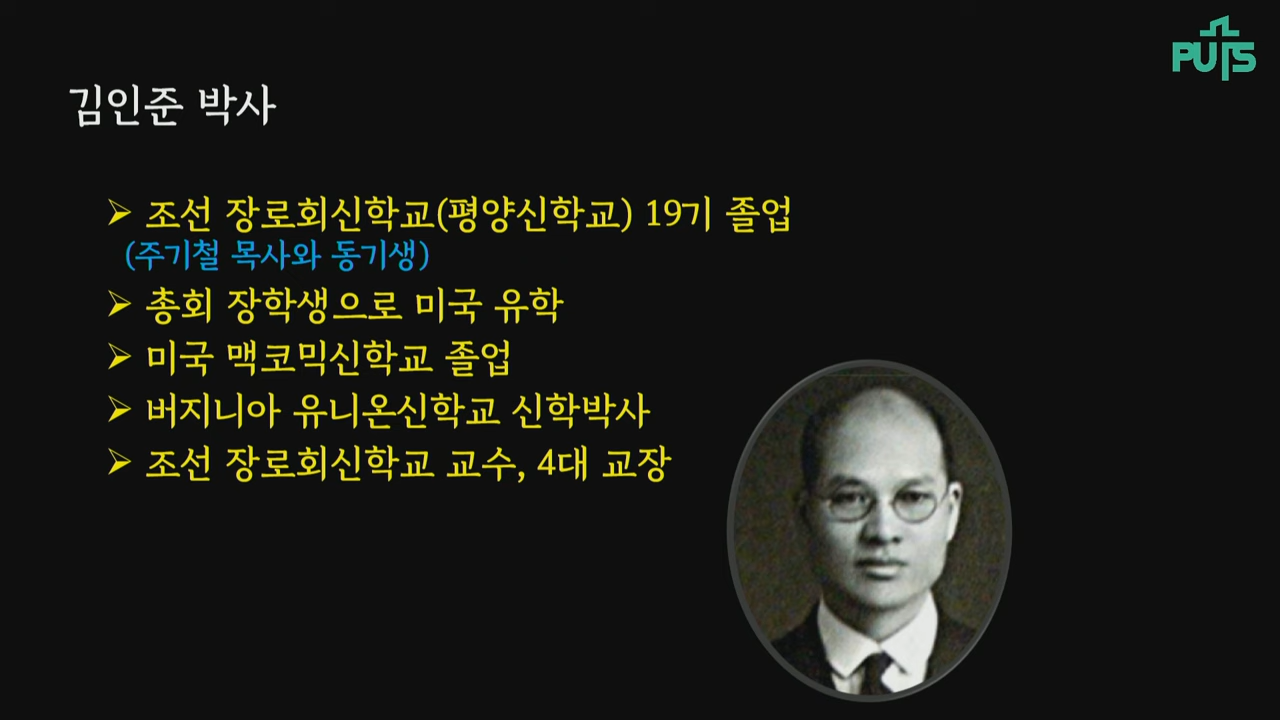 PUTS
김인준 박사
➢ 조선 장로회신학교(평양신학교) 19기 졸업
(주기철 목사와 동기생)
➢ 총회 장학생으로 미국 유학
➢ 미국 맥코믹신학교 졸업
➢ 버지니아 유니온신학교 신학박사
➢ 조선 장로회신학교 교수, 4대 교장